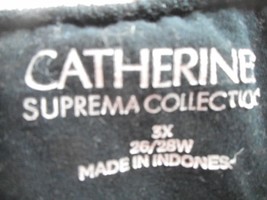 CATHERINE
SUPREMA COLLECTIO
3X
26/28W
MADE IN INDONES